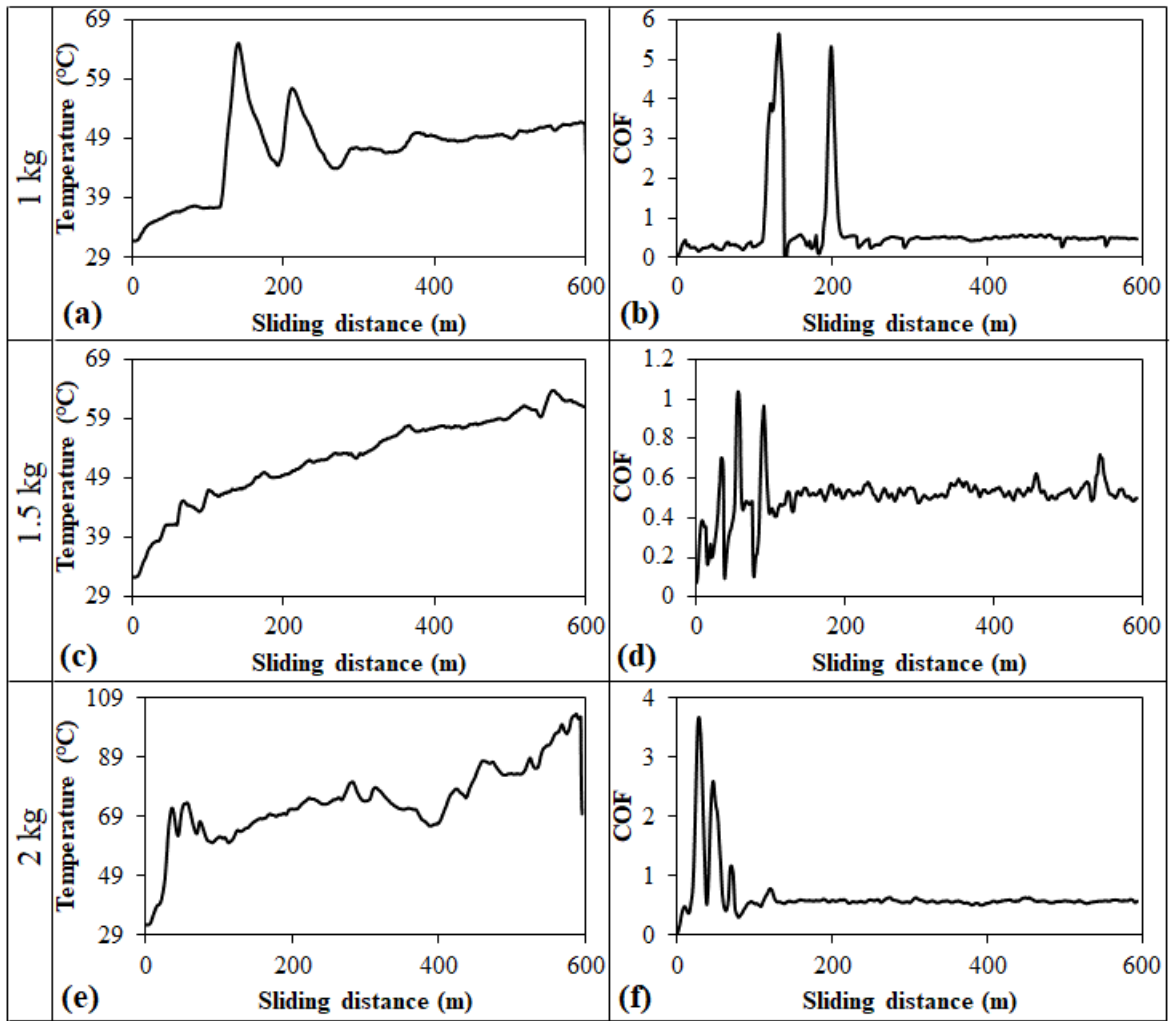 1 kg
Temperature (°C)
69
59
49
39
29
0 200 400 600
(a) Sliding distance (m)
COF
6
5
4
3
2
1
0
0 200 400 600
(b) Sliding distance (m)
1.5 kg
Temperature (°C)
69
59
49
39
29
0 200 400 600
(c) Sliding distance (m)
COF
1.2
1
0.8
0.6
0.4
0.2
0
0 200 400 600
(d) Sliding distance (m)
2 kg
Temperature (°C)
109
89
69
49
29
0 200 400 600
(e) Sliding distance (m)
COF
4
3
2
1
0
0 200 400 600
(f) Sliding distance (m)